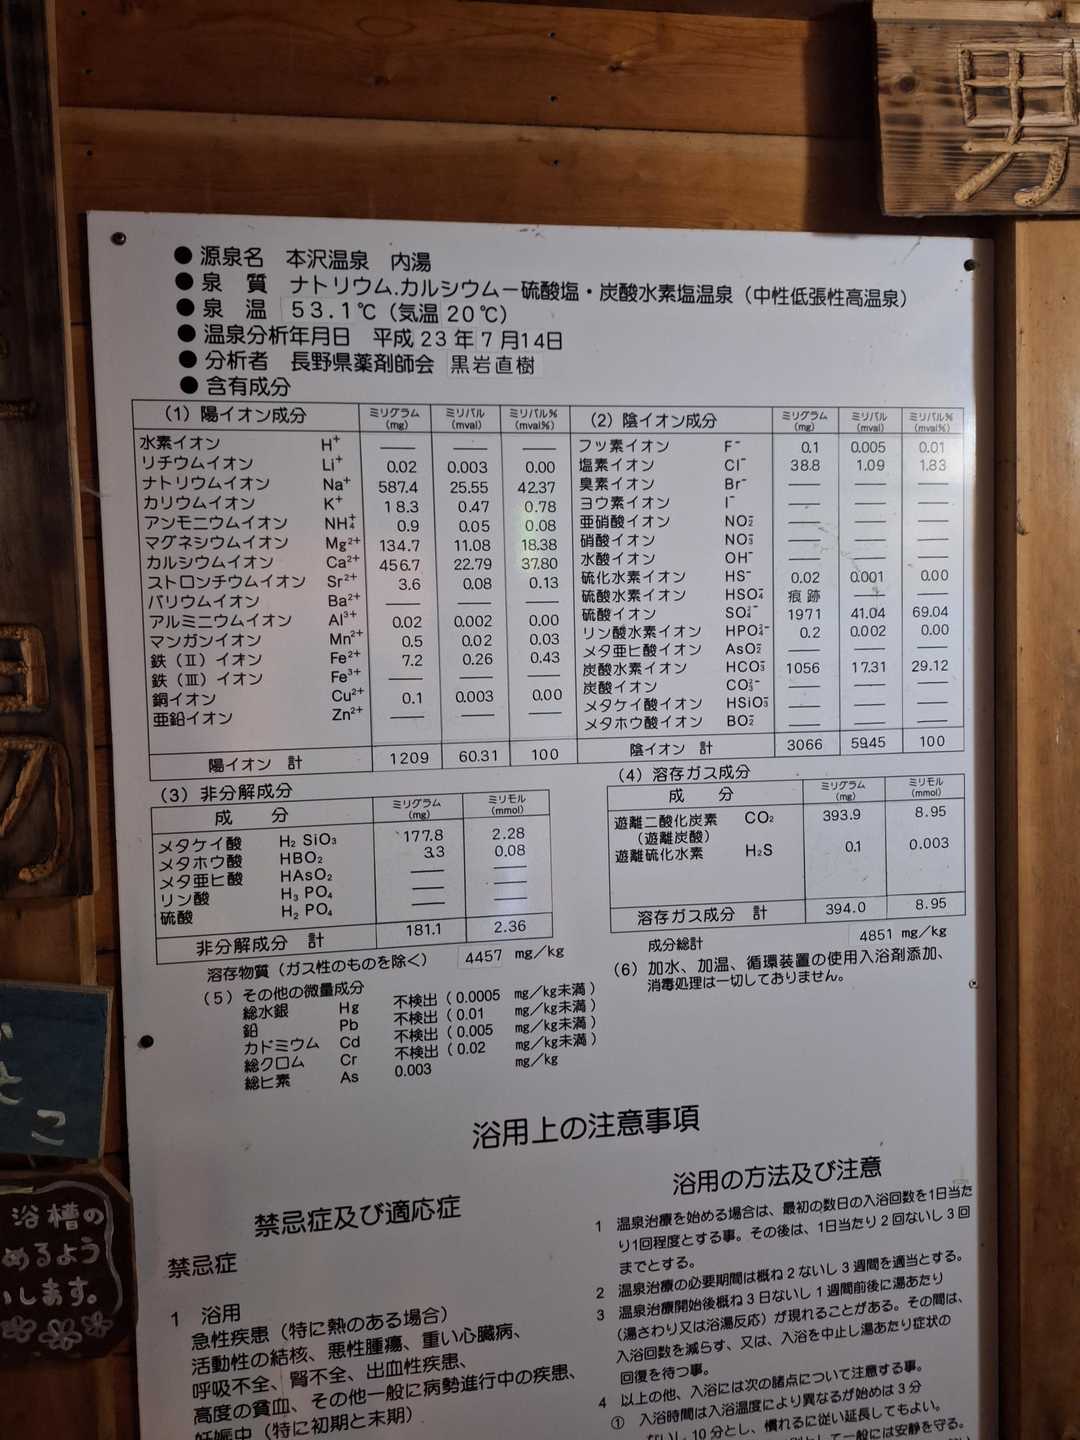 男
● 源泉名 本沢温泉 内湯
● 泉 質 ナトリウム.カルシウムー硫酸塩・炭酸水素塩温泉（中性低張性高温泉）
● 泉 温 53.1℃（気温20℃）
● 温泉分析年月日 平成23年7月14日
● 分析者 長野県薬剤師会 黒岩直樹
● 含有成分
（1）陽イオン成分 ミリグラム(mg) ミリバル(mval) ミリバル%(mval%)
水素イオン H⁺ — — —
リチウムイオン Li⁺ 0.02 0.003 0.00
ナトリウムイオン Na⁺ 587.4 25.55 42.37
カリウムイオン K⁺ 18.3 0.47 0.78
アンモニウムイオン NH₄⁺ 0.9 0.05 0.08
マグネシウムイオン Mg²⁺ 134.7 11.08 18.38
カルシウムイオン Ca²⁺ 456.7 22.79 37.80
ストロンチウムイオン Sr²⁺ 3.6 0.08 0.13
バリウムイオン Ba²⁺ — — —
アルミニウムイオン Al³⁺ 0.02 0.002 0.00
マンガンイオン Mn²⁺ 0.5 0.02 0.03
鉄（Ⅱ）イオン Fe²⁺ 7.2 0.26 0.43
鉄（Ⅲ）イオン Fe³⁺ — — —
銅イオン Cu²⁺ 0.1 0.003 0.00
亜鉛イオン Zn²⁺ — — —
陽イオン 計 1209 60.31 100
（2）陰イオン成分 ミリグラム(mg) ミリバル(mval) ミリバル%(mval%)
フッ素イオン F⁻ 0.1 0.005 0.01
塩素イオン Cl⁻ 38.8 1.09 1.83
臭素イオン Br⁻ — — —
ヨウ素イオン I⁻ — — —
亜硝酸イオン NO₂⁻ — — —
硝酸イオン NO₃⁻ — — —
水酸イオン OH⁻ — — —
硫化水素イオン HS⁻ 0.02 0.001 0.00
硫酸水素イオン HSO₄⁻ 痕跡 — —
硫酸イオン SO₄²⁻ 1971 41.04 69.04
リン酸水素イオン HPO₄²⁻ 0.2 0.002 0.00
メタ亜ヒ酸イオン AsO₂⁻ — — —
炭酸水素イオン HCO₃⁻ 1056 17.31 29.12
炭酸イオン CO₃²⁻ — — —
メタケイ酸イオン HSiO₃⁻ — — —
メタホウ酸イオン BO₂⁻ — — —
陰イオン 計 3066 59.45 100
（3）非分解成分
成 分 ミリグラム(mg) ミリモル(mmol)
メタケイ酸 H₂SiO₃ 177.8 2.28
メタホウ酸 HBO₂ 3.3 0.08
メタ亜ヒ酸 HAsO₂ — —
リン酸 H₃PO₄ — —
硫酸 H₂PO₄ — —
非分解成分 計 181.1 2.36
溶存物質（ガス性のものを除く） 4457 mg/kg
（4）溶存ガス成分
成 分 ミリグラム(mg) ミリモル(mmol)
遊離二酸化炭素 CO₂ 393.9 8.95
（遊離炭酸）
遊離硫化水素 H₂S 0.1 0.003
溶存ガス成分 計 394.0 8.95
成分総計 4851 mg/kg
（5）その他の微量成分
総水銀 Hg 不検出（0.0005 mg/kg未満）
鉛 Pb 不検出（0.01 mg/kg未満）
カドミウム Cd 不検出（0.005 mg/kg未満）
総クロム Cr 不検出（0.02 mg/kg未満）
総ヒ素 As 0.003 mg/kg
（6）加水、加温、循環装置の使用入浴剤添加、
消毒処理は一切しておりません。
浴用上の注意事項
禁忌症及び適応症
禁忌症
1 浴用
急性疾患（特に熱のある場合）
活動性の結核、悪性腫瘍、重い心臓病、
呼吸不全、腎不全、出血性疾患、
高度の貧血、その他一般に病勢進行中の疾患、
妊娠中（特に初期と末期）
浴用の方法及び注意
1 温泉治療を始める場合は、最初の数日の入浴回数を1日当た
り1回程度とする事。その後は、1日当たり2回ないし3回
までとする。
2 温泉治療の必要期間は概ね2ないし3週間を適当とする。
3 温泉治療開始後概ね3日ないし1週間前後に湯あたり
（湯さわり又は浴湯反応）が現れることがある。その間は、
入浴回数を減らす、又は、入浴を中止し湯あたり症状の
回復を待つ事。
4 以上の他、入浴には次の諸点について注意する事。
① 入浴時間は入浴温度により異なるが始めは3分
ないし10分とし、慣れるに従い延長してもよい。
として一般には安静を守る。
浴槽の
めるよう
いします。